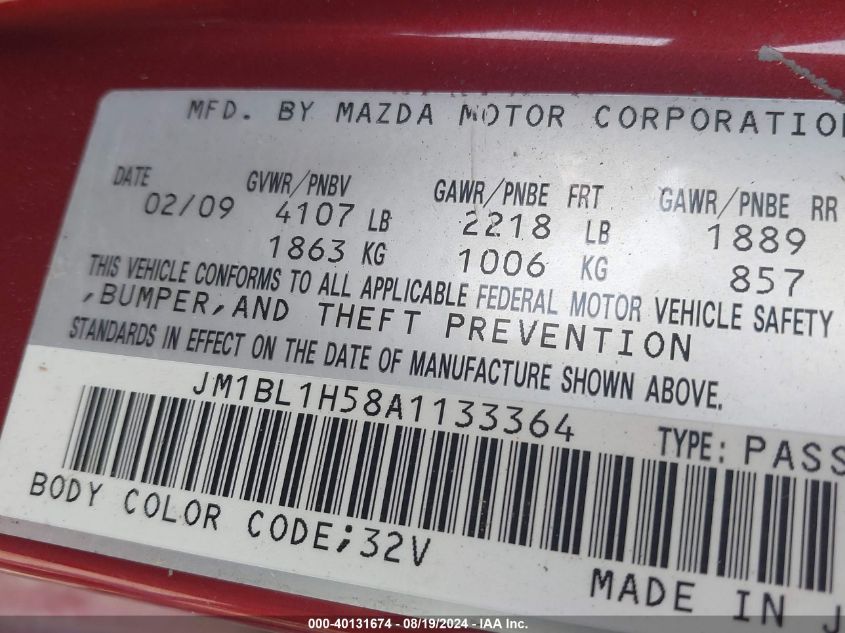 MFD. BY MAZDA MOTOR CORPORATIO
DATE GVWR/PNBV GAWR/PNBE FRT GAWR/PNBE RR
02/09 4107 LB 2218 LB 1889
1863 KG 1006 KG 857
THIS VEHICLE CONFORMS TO ALL APPLICABLE FEDERAL MOTOR VEHICLE SAFETY
,BUMPER,AND THEFT PREVENTION
STANDARDS IN EFFECT ON THE DATE OF MANUFACTURE SHOWN ABOVE.
JM1BL1H58A1133364 TYPE: PASS
BODY COLOR CODE;32V
MADE IN J
000-40131674 - 08/19/2024 - IAA Inc.